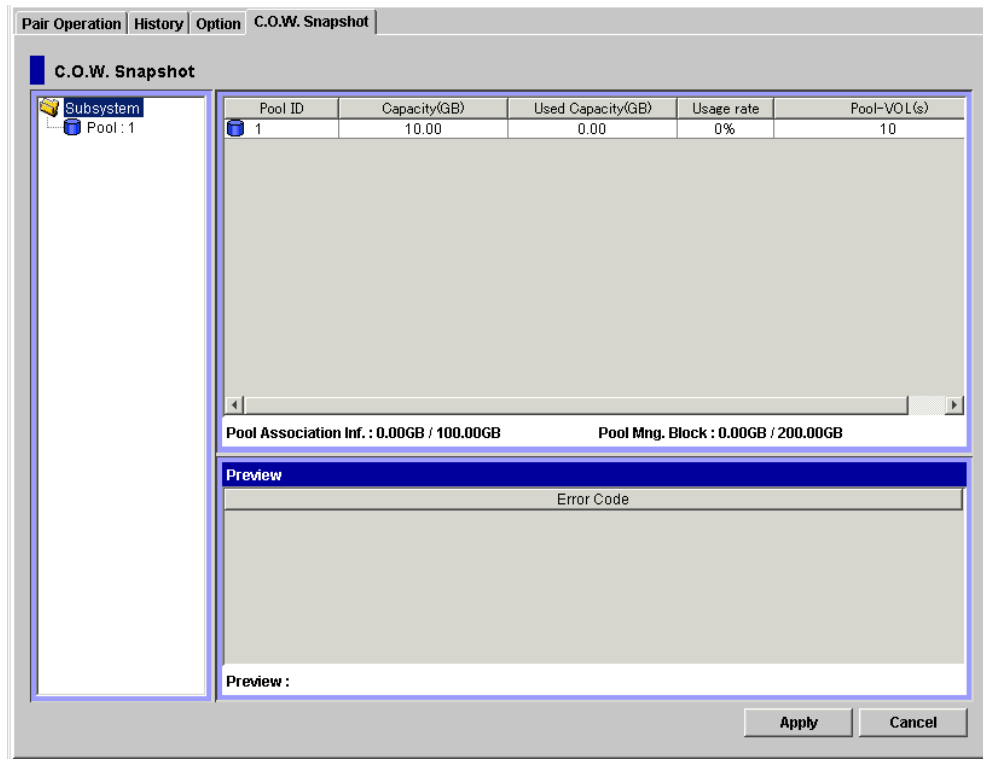 Pair Operation History Option C.O.W. Snapshot
C.O.W. Snapshot
Subsystem
Pool : 1
Pool ID Capacity(GB) Used Capacity(GB) Usage rate Pool-VOL(s)
1 10.00 0.00 0% 10
Pool Association Inf. : 0.00GB / 100.00GB Pool Mng. Block : 0.00GB / 200.00GB
Preview
Error Code
Preview :
Apply Cancel